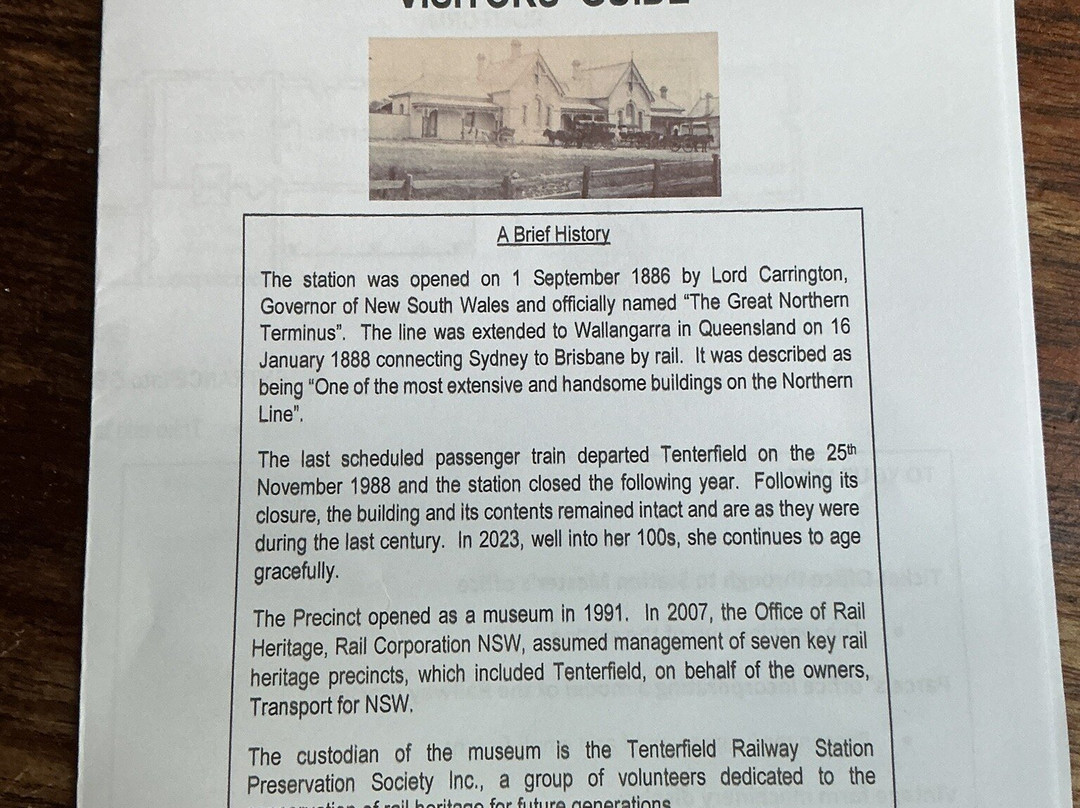 VISITORS' GUIDE
A Brief History
The station was opened on 1 September 1886 by Lord Carrington,
Governor of New South Wales and officially named “The Great Northern
Terminus”. The line was extended to Wallangarra in Queensland on 16
January 1888 connecting Sydney to Brisbane by rail. It was described as
being “One of the most extensive and handsome buildings on the Northern
Line”.
The last scheduled passenger train departed Tenterfield on the 25th
November 1988 and the station closed the following year. Following its
closure, the building and its contents remained intact and are as they were
during the last century. In 2023, well into her 100s, she continues to age
gracefully.
The Precinct opened as a museum in 1991. In 2007, the Office of Rail
Heritage, Rail Corporation NSW, assumed management of seven key rail
heritage precincts, which included Tenterfield, on behalf of the owners,
Transport for NSW.
The custodian of the museum is the Tenterfield Railway Station
Preservation Society Inc., a group of volunteers dedicated to the
of rail heritage for future generations